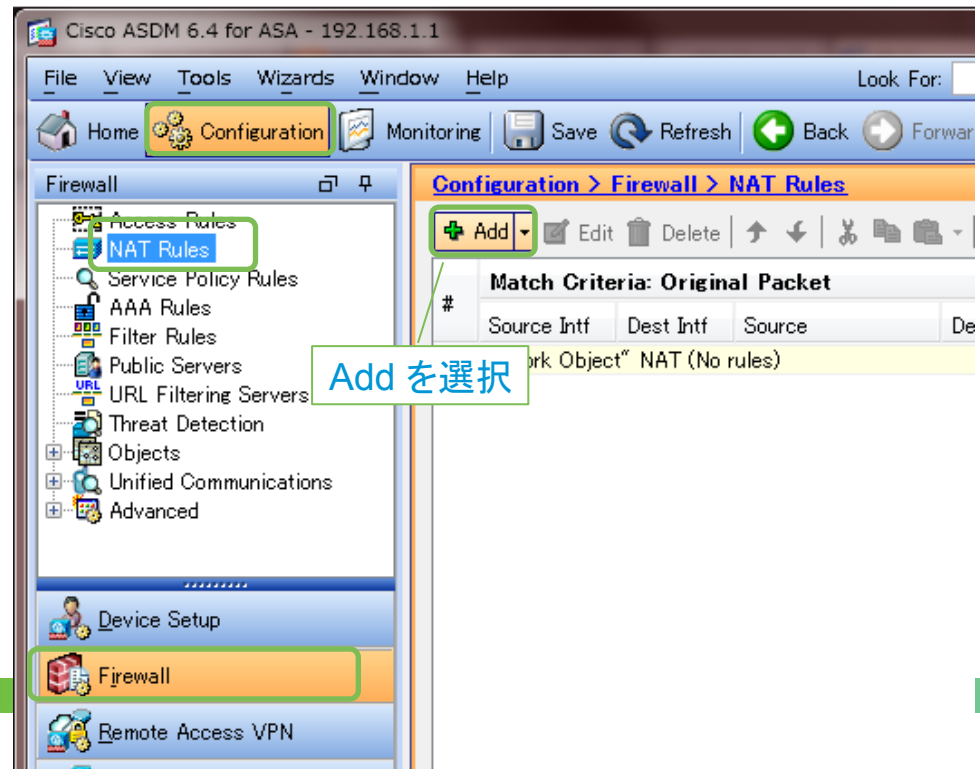 Cisco ASDM 6.4 for ASA - 192.168.1.1
File View Tools Wizards Window Help Look For:
Home Configuration Monitoring Save Refresh Back Forwar
Firewall
Access Rules
NAT Rules
Service Policy Rules
AAA Rules
Filter Rules
Public Servers
URL Filtering Servers
Threat Detection
Objects
Unified Communications
Advanced
Device Setup
Firewall
Remote Access VPN
Configuration > Firewall > NAT Rules
Add Edit Delete
Match Criteria: Original Packet
#
Source Intf Dest Intf Source De
ork Object" NAT (No rules)
Add を選択